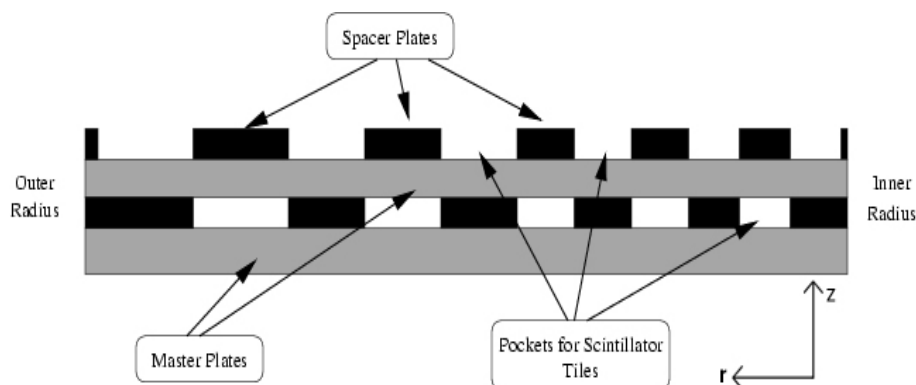 Spacer Plates
Outer
Radius
Inner
Radius
Master Plates
Pockets for Scintillator
Tiles
z
r